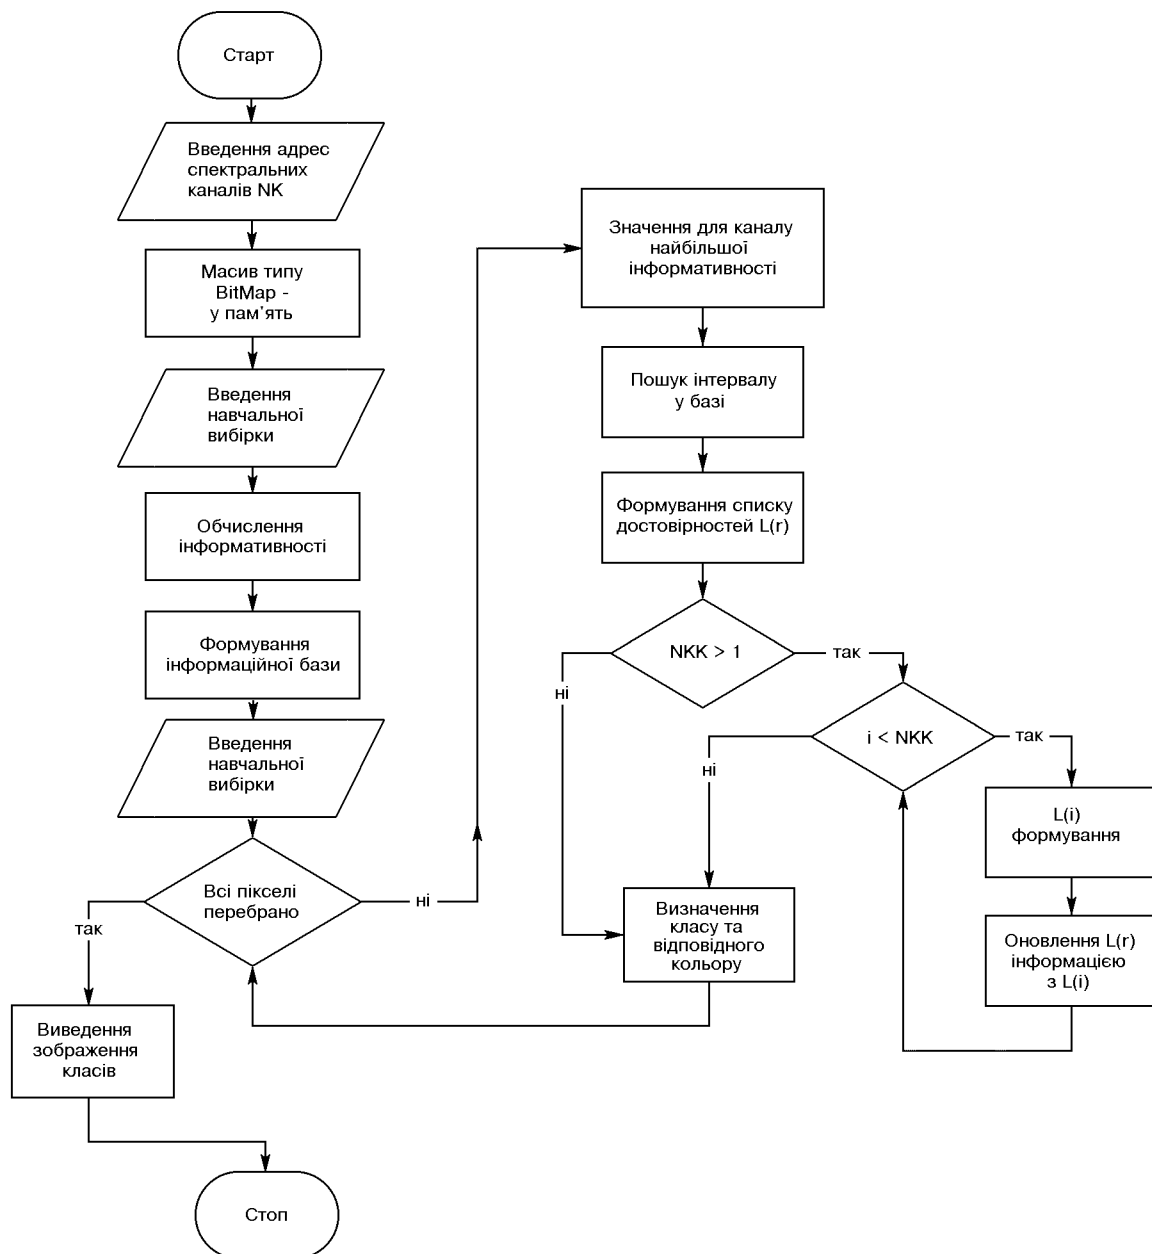 Старт
Введення адрес
спектральних
каналів NK
Масив типу
BitMap -
у пам'ять
Введення
навчальної
вибірки
Обчислення
інформативності
Формування
інформаційної бази
Введення
навчальної
вибірки
Всі пікселі
перебрано
так
ні
Виведення
зображення
класів
Стоп
Значення для каналу
найбільшої
інформативності
Пошук інтервалу
у базі
Формування списку
достовірностей L(r)
NKK > 1
ні
так
i < NKK
ні
так
L(i)
формування
Оновлення L(r)
інформацією
з L(i)
Визначення
класу та
відповідного
кольору